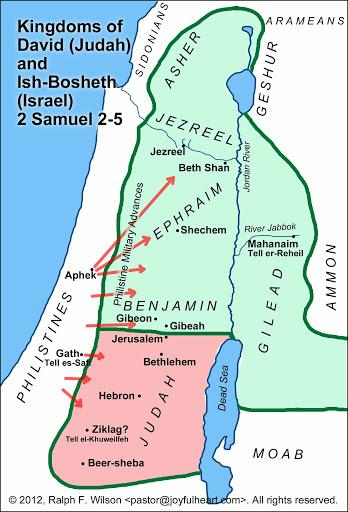 Kingdoms of
David (Judah)
and
Ish-Bosheth
(Israel)
2 Samuel 2-5
SIDONIANS
ASHER
ARAMEANS
GESHUR
JEZREEL
Jezreel
Beth Shan
Jordan River
Philistine Military Advances
EPHRAIM
Shechem
River Jabbok
Mahanaim
Tell er-Reheil
Aphek
AMMON
GILEAD
PHILISTINES
BENJAMIN
Gibeon
Gibeah
Jerusalem
Gath
Tell es-Safi
Bethlehem
Dead Sea
Hebron
JUDAH
Ziklag?
Tell el-Khuweilfeh
MOAB
Beer-sheba
© 2012, Ralph F. Wilson <pastor@joyfulheart.com>. All rights reserved.